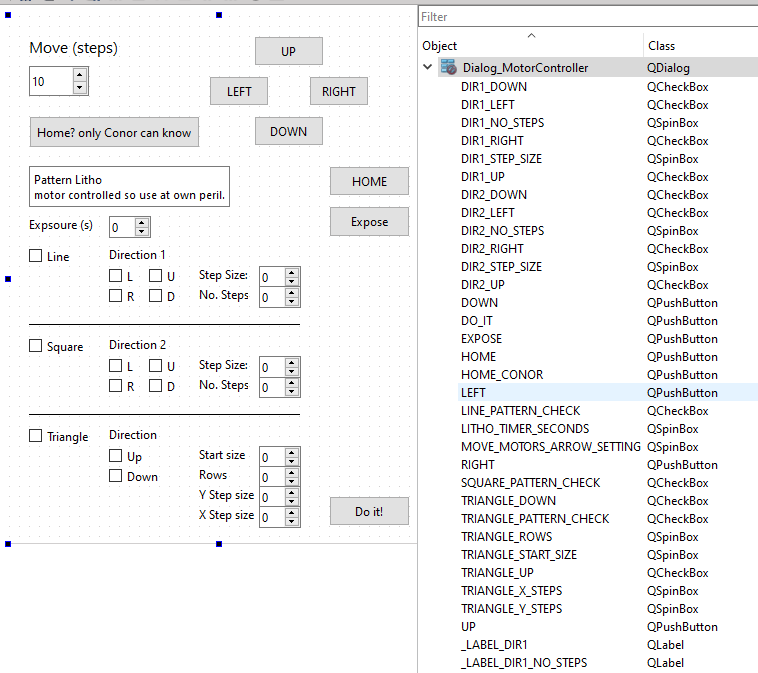 Move (steps)
10
UP
LEFT
RIGHT
DOWN
Home? only Conor can know
Pattern Litho
motor controlled so use at own peril.
HOME
Expsoure (s)
0
Expose
Line
Direction 1
L
U
Step Size:
0
R
D
No. Steps
0
Square
Direction 2
L
U
Step Size:
0
R
D
No. Steps
0
Triangle
Direction
Up
Start size
0
Down
Rows
0
Y Step size
0
X Step size
0
Do it!
Filter
Object Class
Dialog_MotorController QDialog
DIR1_DOWN QCheckBox
DIR1_LEFT QCheckBox
DIR1_NO_STEPS QSpinBox
DIR1_RIGHT QCheckBox
DIR1_STEP_SIZE QSpinBox
DIR1_UP QCheckBox
DIR2_DOWN QCheckBox
DIR2_LEFT QCheckBox
DIR2_NO_STEPS QSpinBox
DIR2_RIGHT QCheckBox
DIR2_STEP_SIZE QSpinBox
DIR2_UP QCheckBox
DOWN QPushButton
DO_IT QPushButton
EXPOSE QPushButton
HOME QPushButton
HOME_CONOR QPushButton
LEFT QPushButton
LINE_PATTERN_CHECK QCheckBox
LITHO_TIMER_SECONDS QSpinBox
MOVE_MOTORS_ARROW_SETTING QSpinBox
RIGHT QPushButton
SQUARE_PATTERN_CHECK QCheckBox
TRIANGLE_DOWN QCheckBox
TRIANGLE_PATTERN_CHECK QCheckBox
TRIANGLE_ROWS QSpinBox
TRIANGLE_START_SIZE QSpinBox
TRIANGLE_UP QCheckBox
TRIANGLE_X_STEPS QSpinBox
TRIANGLE_Y_STEPS QSpinBox
UP QPushButton
_LABEL_DIR1 QLabel
_LABEL_DIR1_NO_STEPS QLabel